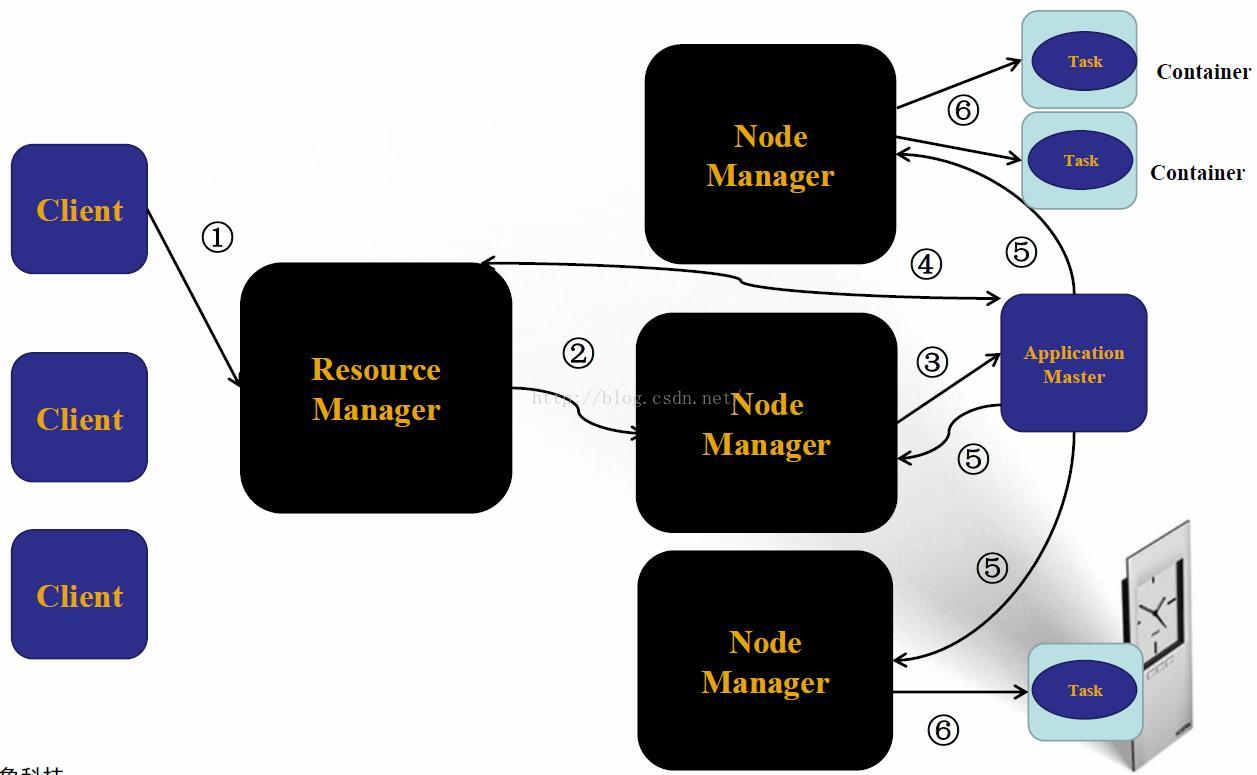 Task
Container
⑥
Node
Manager
Task
Container
Client
①
⑤
④
Resource
Manager
②
③
Application
Master
http://blog.csdn.net/
Node
Manager
Client
⑤
⑤
Client
Node
Manager
Task
⑥